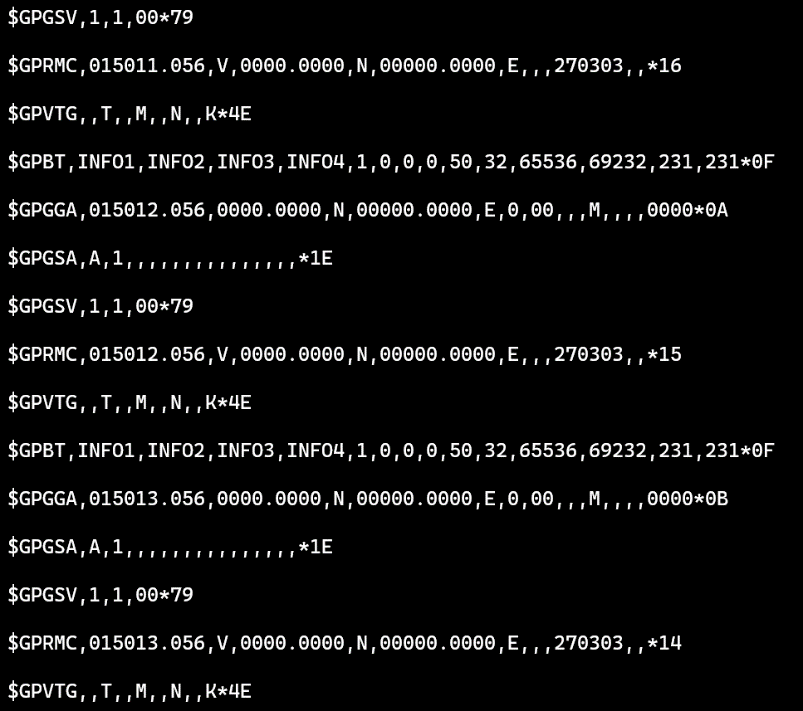 $GPGSV,1,1,00*79
$GPRMC,015011.056,V,0000.0000,N,00000.0000,E,,,270303,,*16
$GPVTG,,T,,M,,N,,K*4E
$GPBT,INFO1,INFO2,INFO3,INFO4,1,0,0,0,50,32,65536,69232,231,231*0F
$GPGGA,015012.056,0000.0000,N,00000.0000,E,0,00,,,M,,,,0000*0A
$GPGSA,A,1,,,,,,,,,,,,,,,*1E
$GPGSV,1,1,00*79
$GPRMC,015012.056,V,0000.0000,N,00000.0000,E,,,270303,,*15
$GPVTG,,T,,M,,N,,K*4E
$GPBT,INFO1,INFO2,INFO3,INFO4,1,0,0,0,50,32,65536,69232,231,231*0F
$GPGGA,015013.056,0000.0000,N,00000.0000,E,0,00,,,M,,,,0000*0B
$GPGSA,A,1,,,,,,,,,,,,,,,*1E
$GPGSV,1,1,00*79
$GPRMC,015013.056,V,0000.0000,N,00000.0000,E,,,270303,,*14
$GPVTG,,T,,M,,N,,K*4E